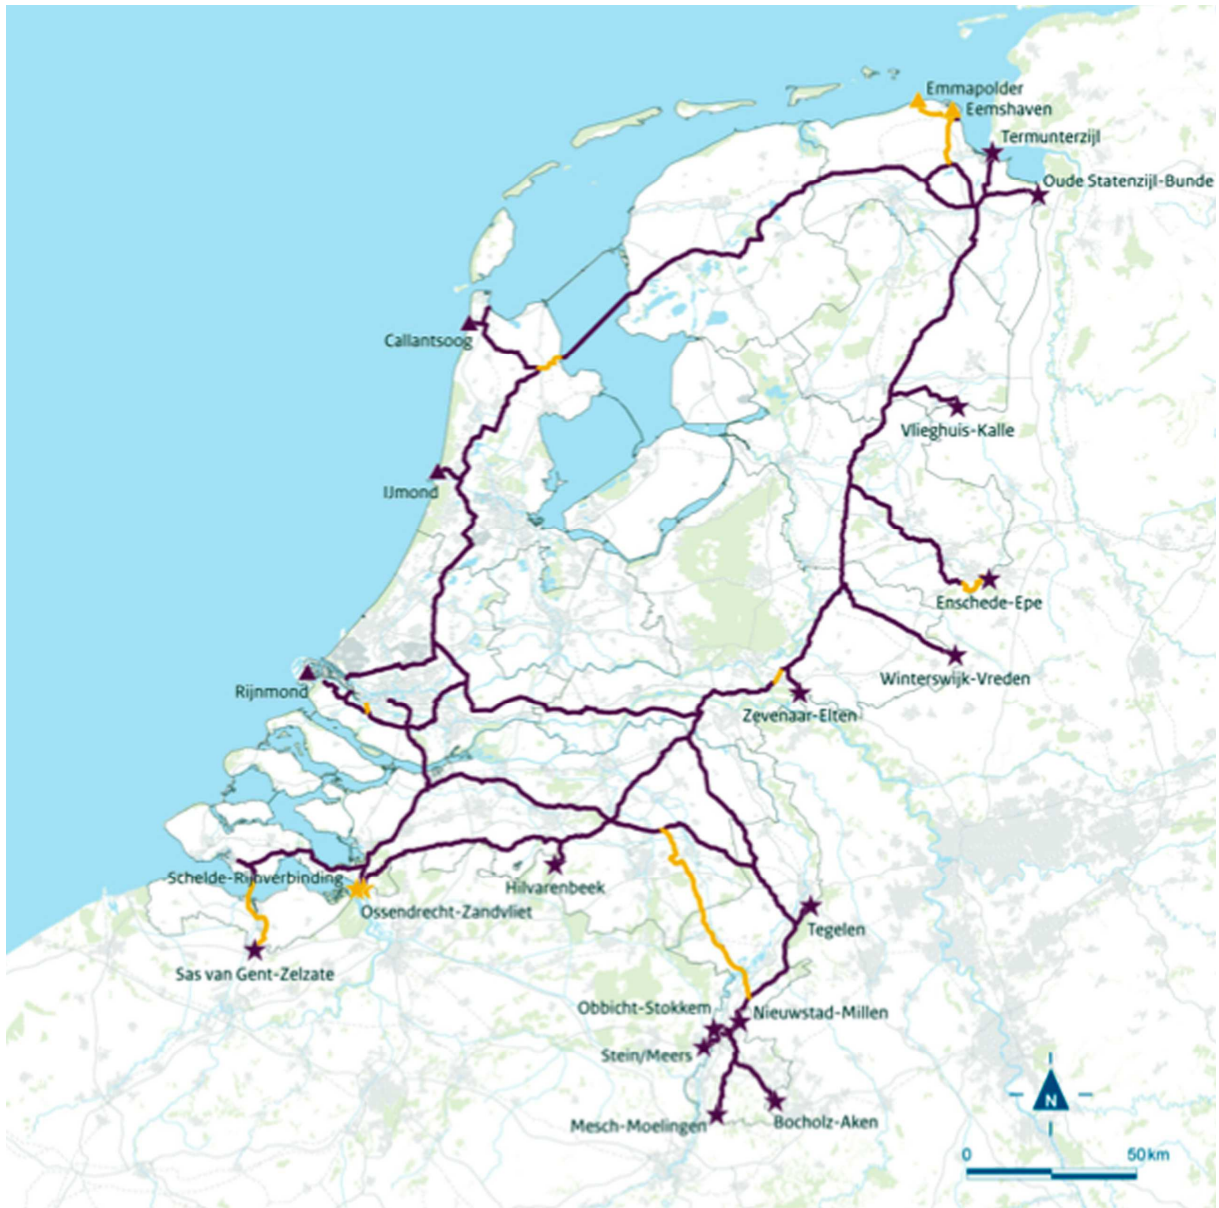 Emmapolder
Eemshaven
Termunterzijl
Oude Statenzijl-Bunde
Callantsoog
Vlieghuis-Kalle
IJmond
Enschede-Epe
Winterswijk-Vreden
Rijnmond
Zevenaar-Elten
Schelde-Rijnverbinding
Hilvarenbeek
Ossendrecht-Zandvliet
Tegelen
Sas van Gent-Zelzate
Obbicht-Stokkem
Nieuwstad-Millen
Stein/Meers
N
Mesch-Moelingen
Bocholz-Aken
0 50 km